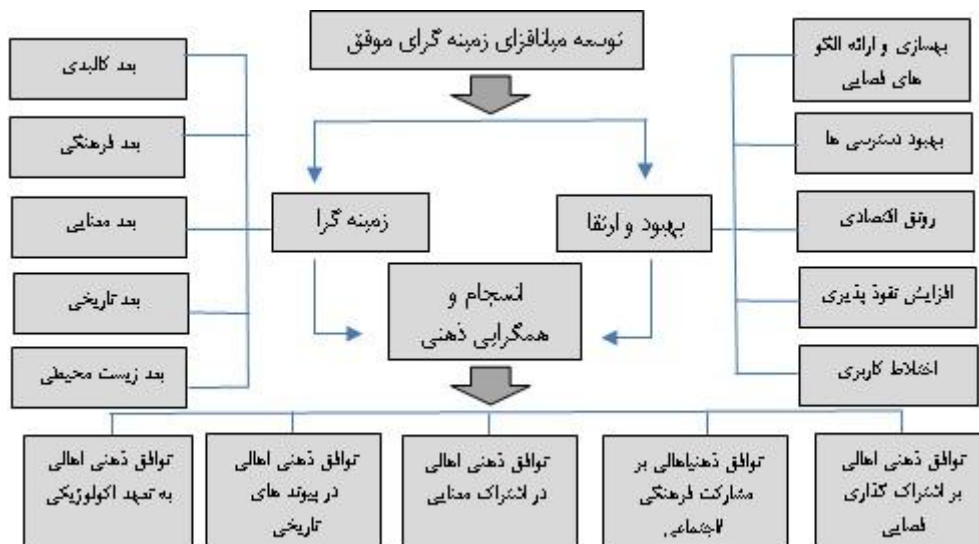 توسعه میانافزای زمینه گرای موفق
بهسازی و ارائه الگو
های فضایی
بهبود دسترسی ها
رونق اقتصادی
افزایش نفوذ پذیری
اختلاط کاربری
بهبود و ارتقا
زمینه گرا
بعد کالبدی
بعد فرهنگی
بعد معنایی
بعد تاریخی
بعد زیست محیطی
انسجام و
همگرایی ذهنی
توافق ذهنی اهالی
بر اشتراک گذاری
فضایی
توافق ذهنیاهالی بر
مشارکت فرهنگی
اجتماعی
توافق ذهنی اهالی
در اشتراک معنایی
توافق ذهنی اهالی
در پیوند های
تاریخی
توافق ذهنی اهالی
به تعهد اکولوژیکی